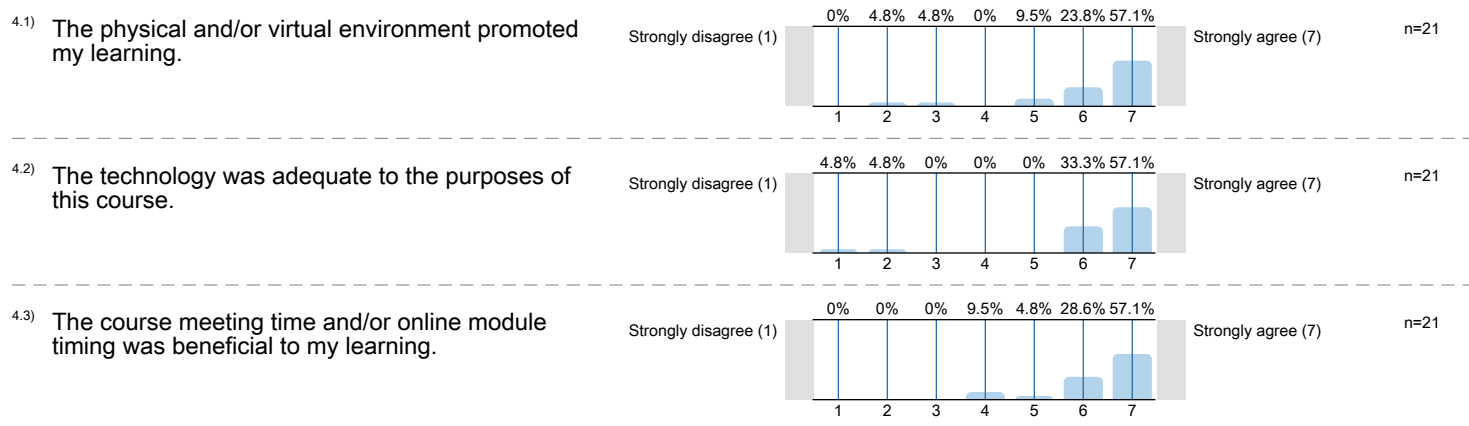 4.1) The physical and/or virtual environment promoted
my learning.
Strongly disagree (1)
0% 4.8% 4.8% 0% 9.5% 23.8% 57.1%
1 2 3 4 5 6 7
Strongly agree (7)
n=21
4.2) The technology was adequate to the purposes of
this course.
Strongly disagree (1)
4.8% 4.8% 0% 0% 0% 33.3% 57.1%
1 2 3 4 5 6 7
Strongly agree (7)
n=21
4.3) The course meeting time and/or online module
timing was beneficial to my learning.
Strongly disagree (1)
0% 0% 0% 9.5% 4.8% 28.6% 57.1%
1 2 3 4 5 6 7
Strongly agree (7)
n=21